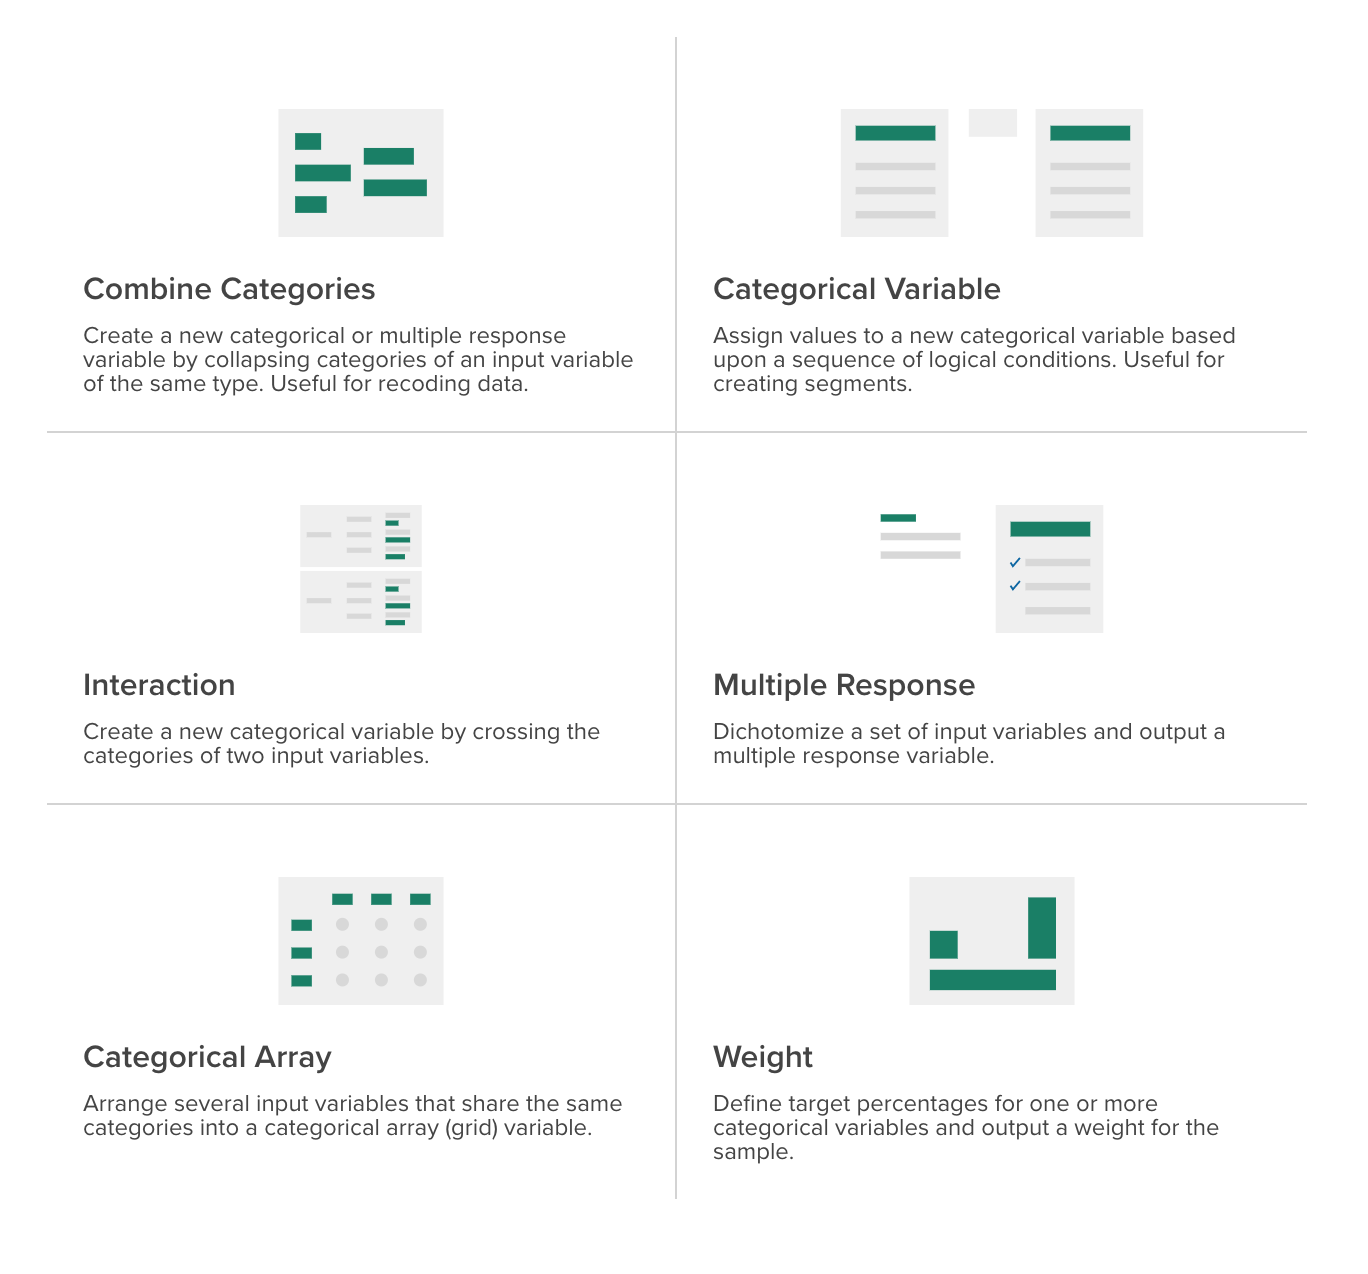 Combine Categories
Create a new categorical or multiple response
variable by collapsing categories of an input variable
of the same type. Useful for recoding data.
Categorical Variable
Assign values to a new categorical variable based
upon a sequence of logical conditions. Useful for
creating segments.
Interaction
Create a new categorical variable by crossing the
categories of two input variables.
Multiple Response
Dichotomize a set of input variables and output a
multiple response variable.
Categorical Array
Arrange several input variables that share the same
categories into a categorical array (grid) variable.
Weight
Define target percentages for one or more
categorical variables and output a weight for the
sample.